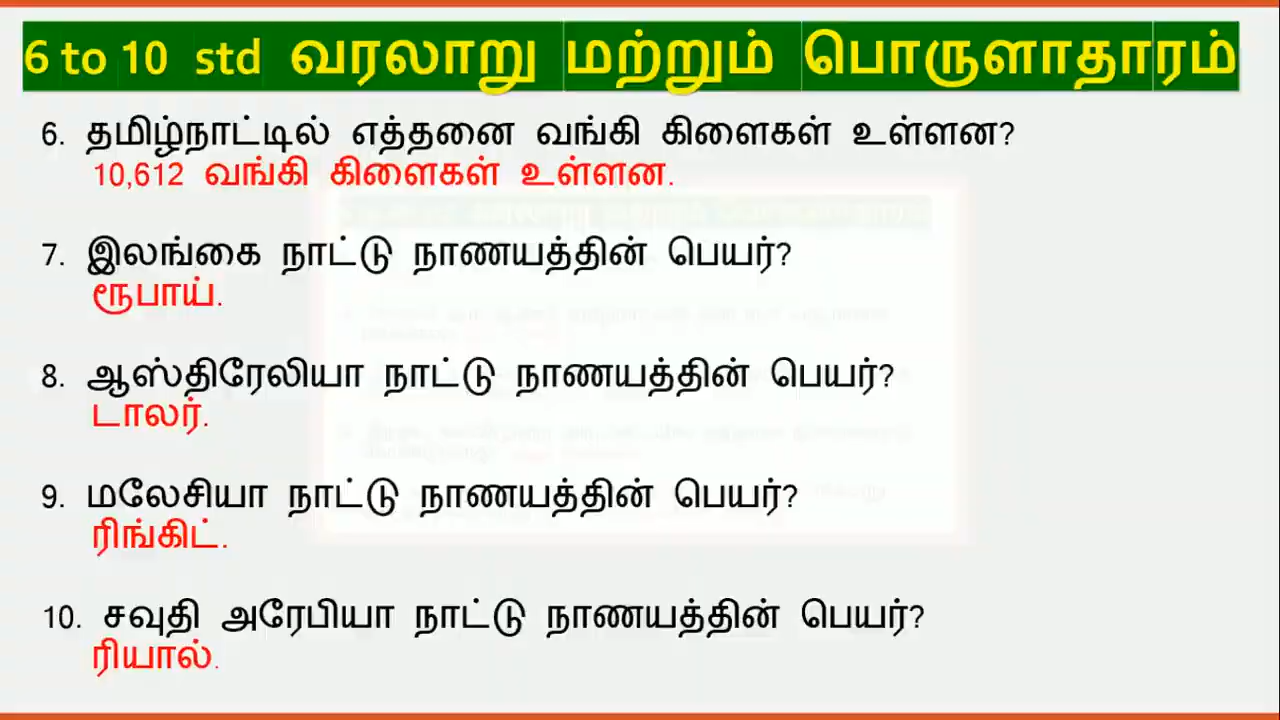 6 to 10 std வரலாறு மற்றும் பொருளாதாரம்
6. தமிழ்நாட்டில் எத்தனை வங்கி கிளைகள் உள்ளன?
10,612 வங்கி கிளைகள் உள்ளன.
7. இலங்கை நாட்டு நாணயத்தின் பெயர்?
ரூபாய்.
8. ஆஸ்திரேலியா நாட்டு நாணயத்தின் பெயர்?
டாலர்.
9. மலேசியா நாட்டு நாணயத்தின் பெயர்?
ரிங்கிட்.
10. சவுதி அரேபியா நாட்டு நாணயத்தின் பெயர்?
ரியால்.